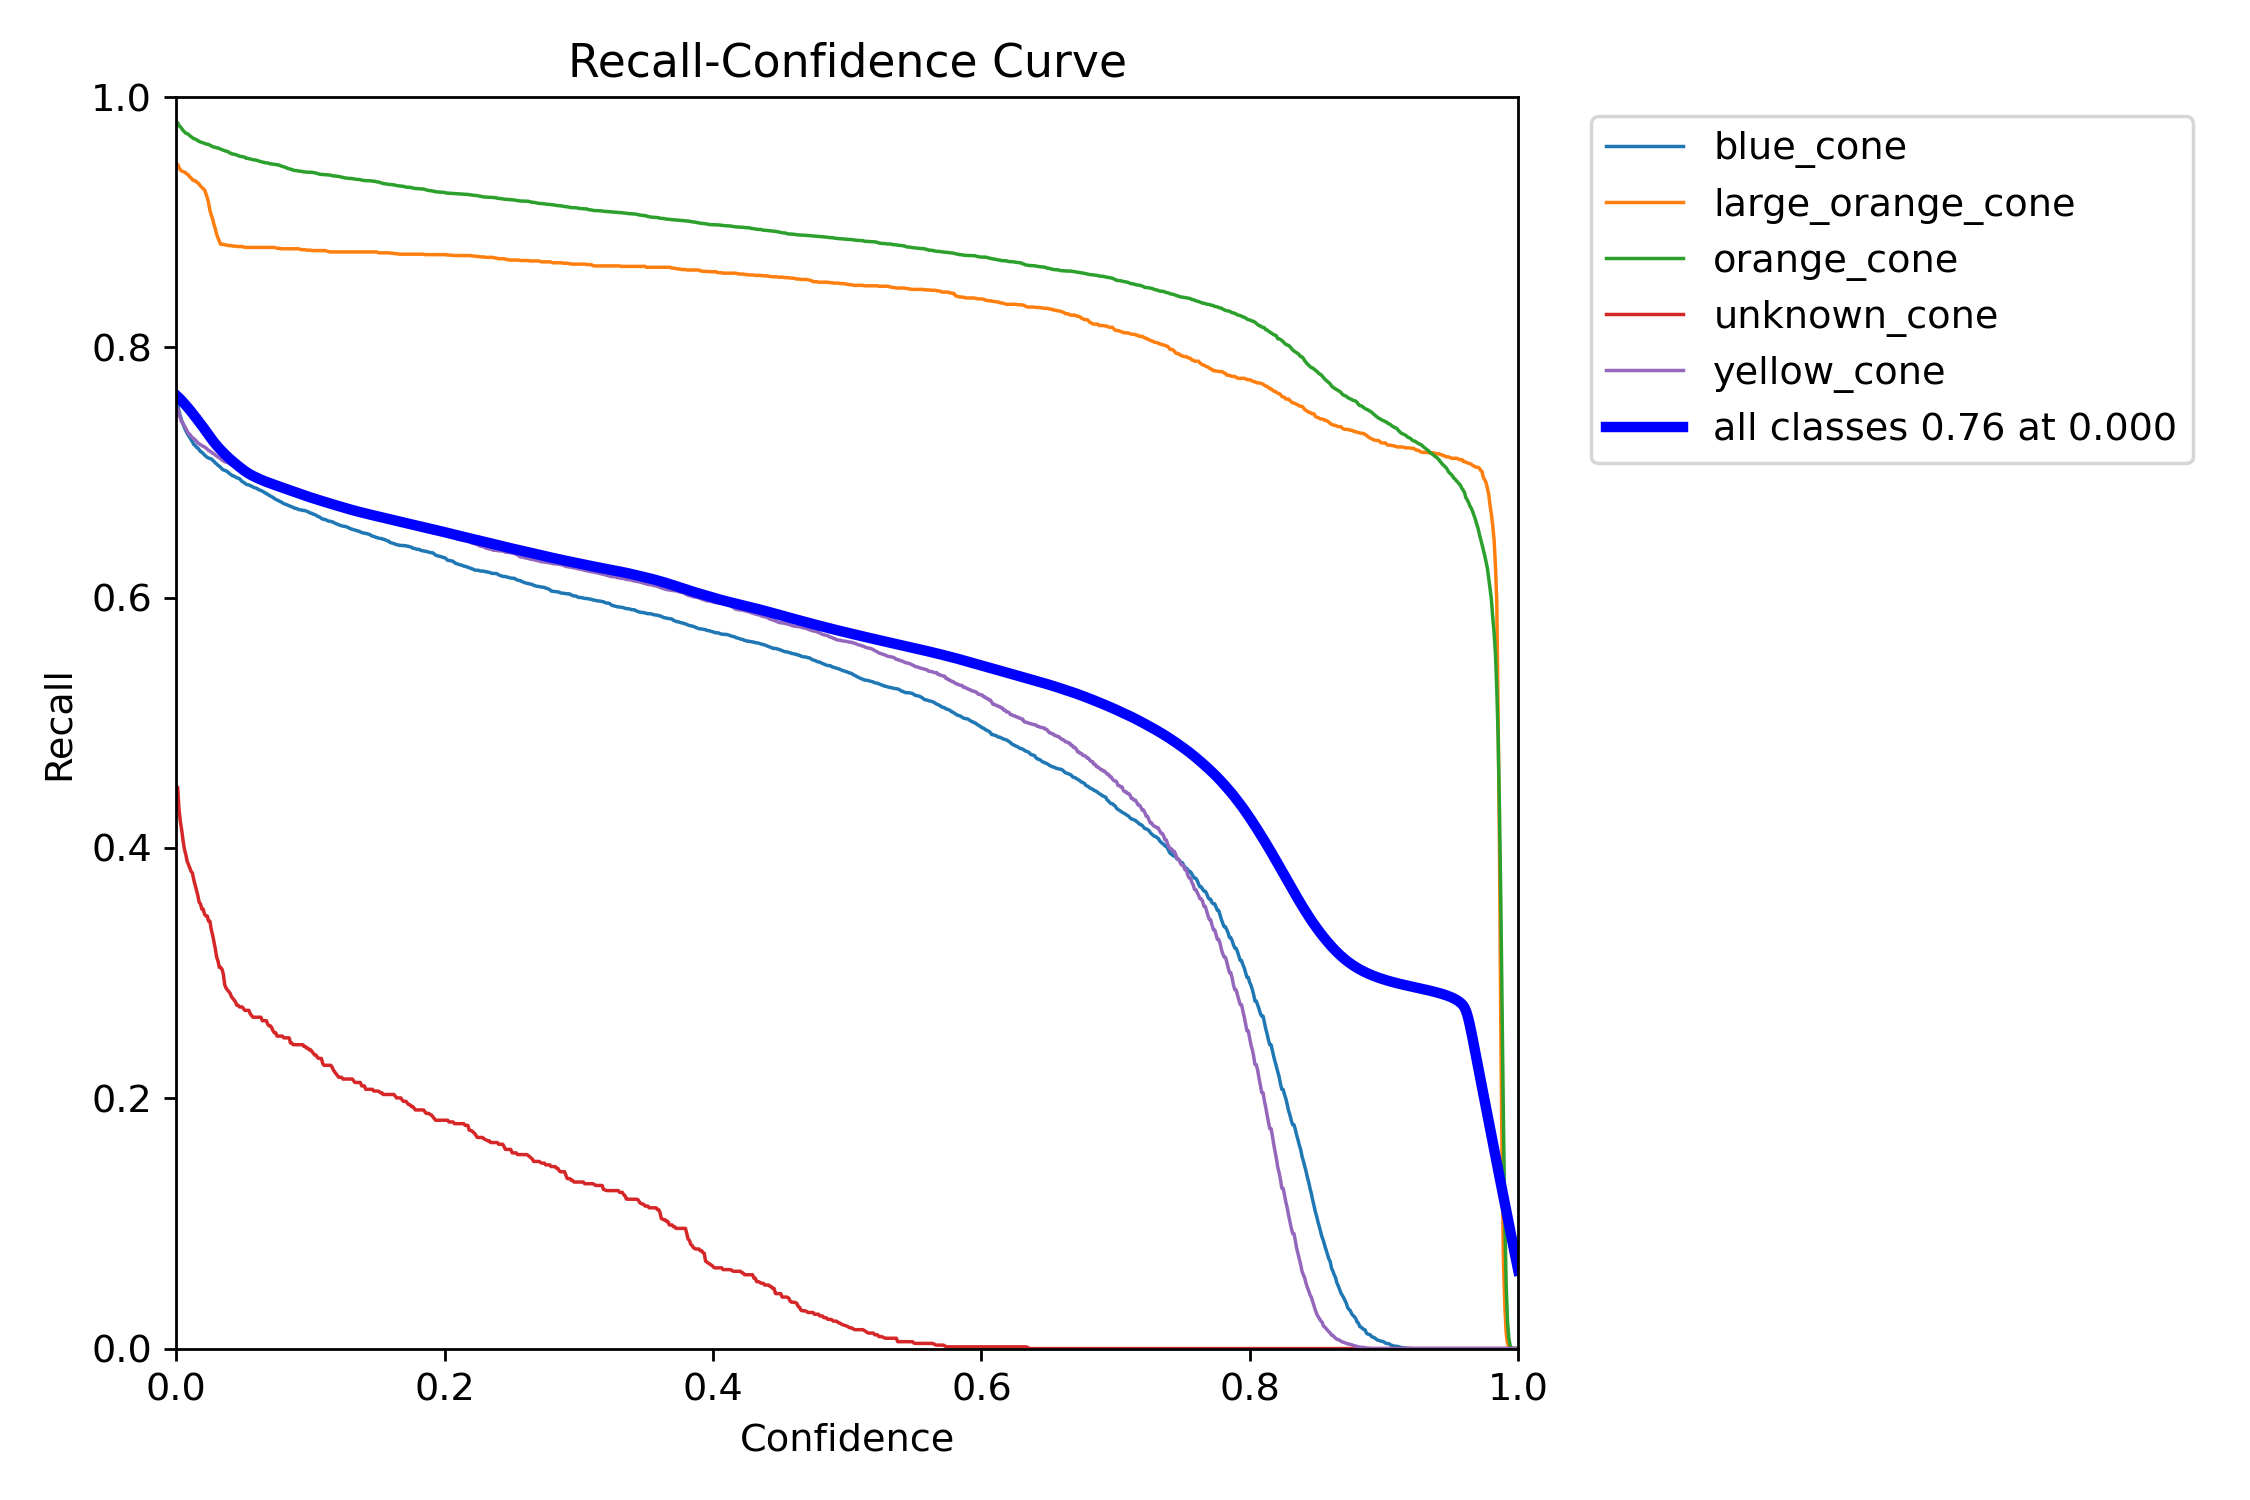 Recall-Confidence Curve
1.0
0.8
0.6
0.4
0.2
0.0
Recall
0.0 0.2 0.4 0.6 0.8 1.0
Confidence
blue_cone
large_orange_cone
orange_cone
unknown_cone
yellow_cone
all classes 0.76 at 0.000